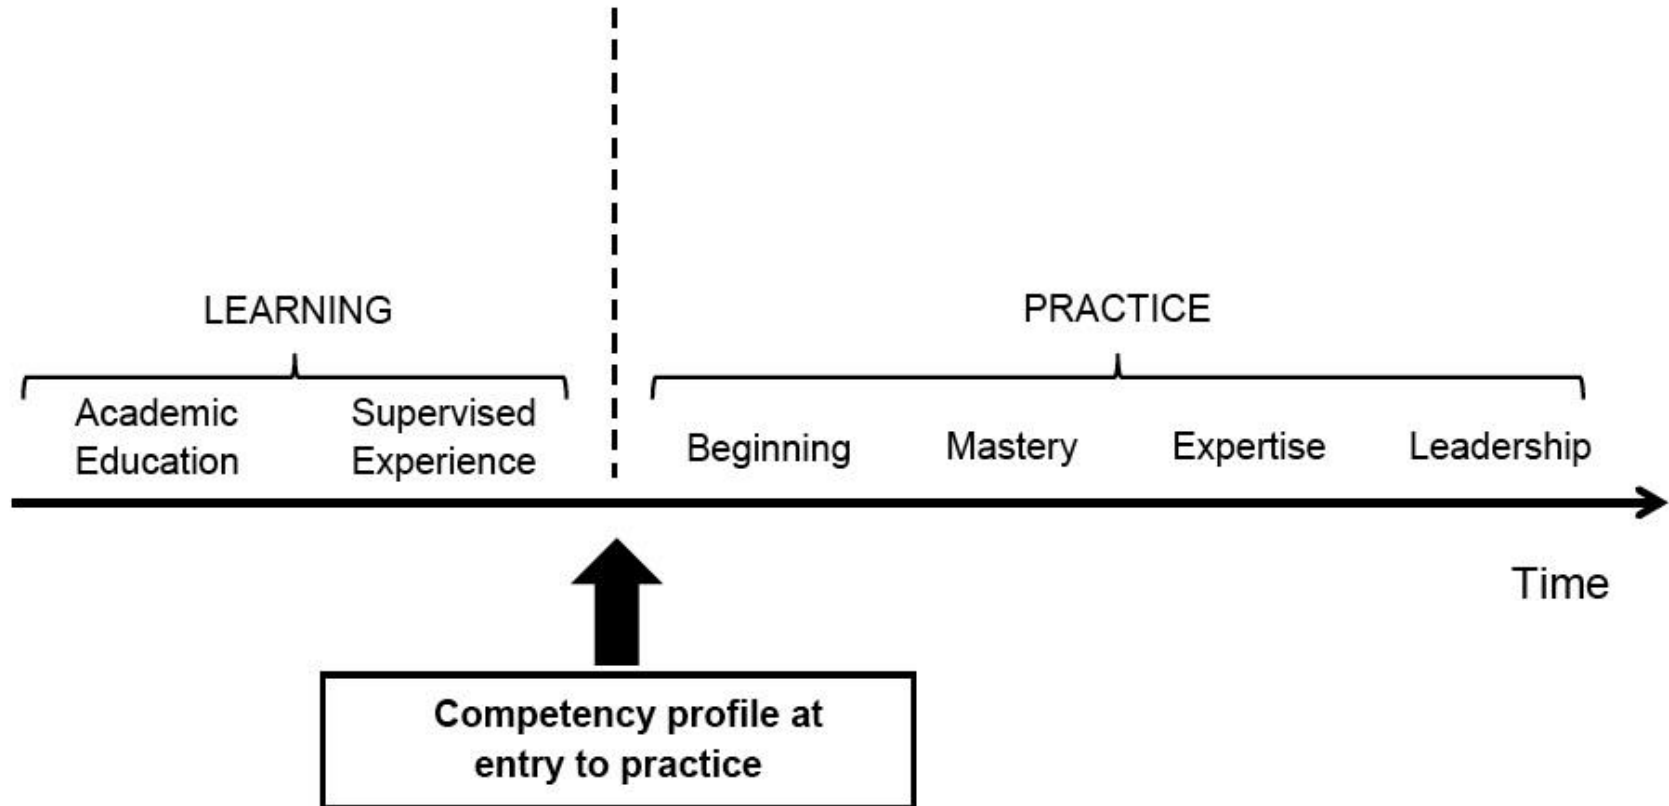 LEARNING
PRACTICE
Academic
Education
Supervised
Experience
Beginning
Mastery
Expertise
Leadership
Time
Competency profile at
entry to practice